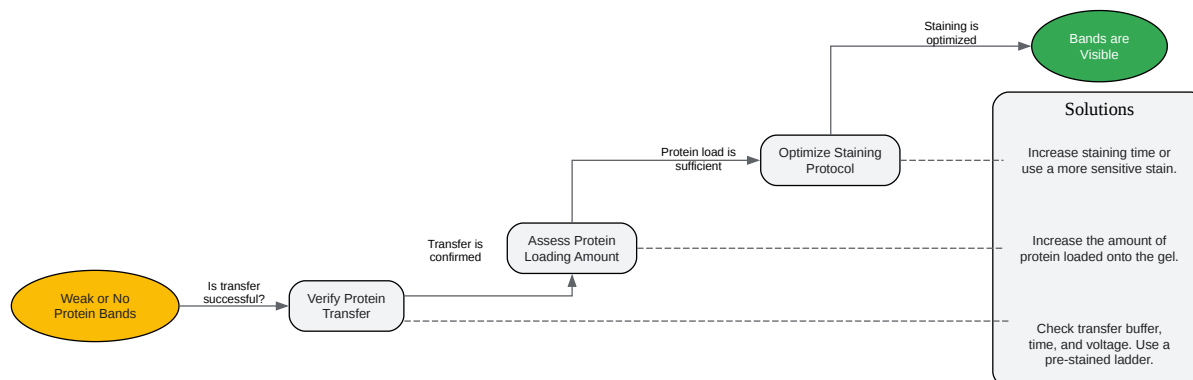 Staining is
optimized
Bands are
Visible
Solutions
Protein load is
sufficient
Optimize Staining
Protocol
Increase staining time or
use a more sensitive stain.
Transfer is
confirmed
Assess Protein
Loading Amount
Increase the amount of
protein loaded onto the gel.
Weak or No
Protein Bands
Is transfer
successful?
Verify Protein
Transfer
Check transfer buffer,
time, and voltage. Use a
pre-stained ladder.